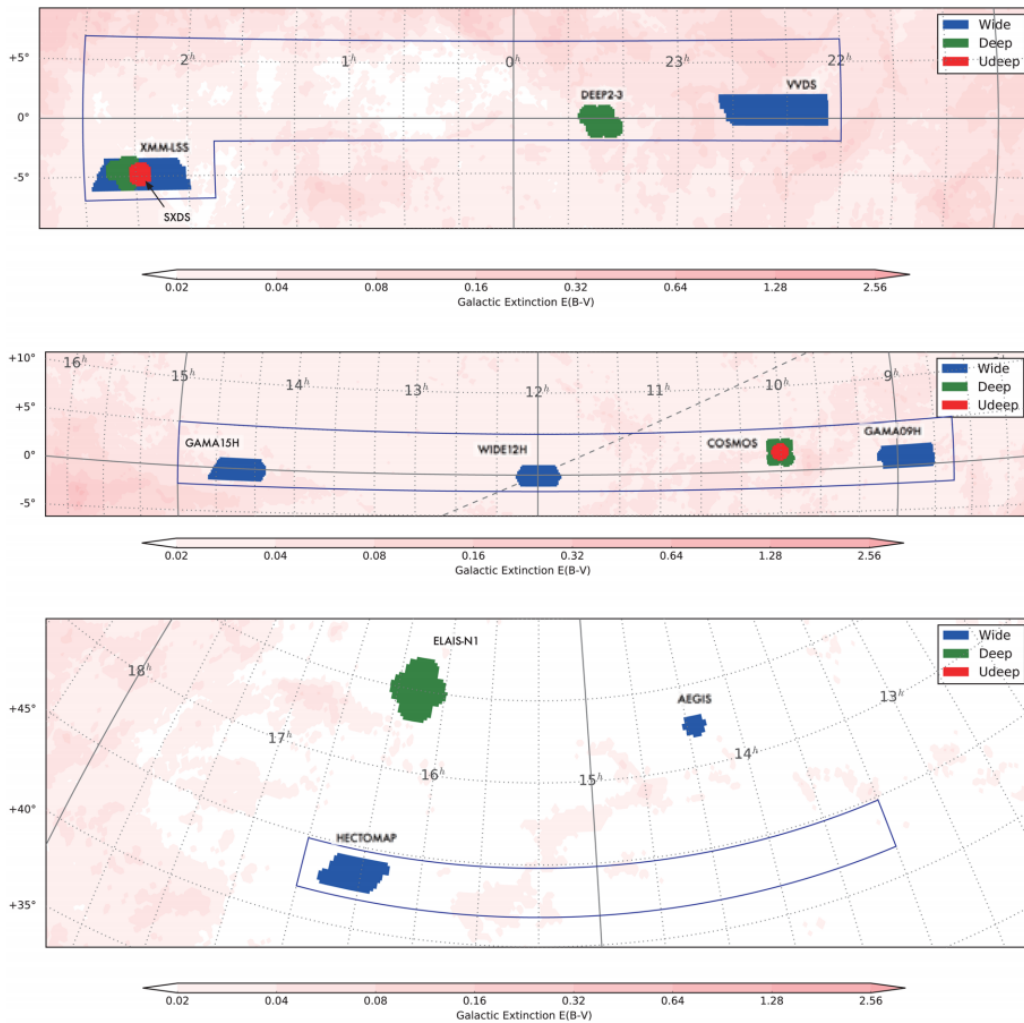 Wide
Deep
Udeep
+5°
0°
-5°
2h
1h
0h
23
22h
VVDS
DEEP2-3
XMM-LSS
SXDS
0.02 0.04 0.08 0.16 0.32 0.64 1.28 2.56
Galactic Extinction E(B-V)
Wide
Deep
Udeep
+10°
+5°
0°
-5°
16h
15h
14h
13h
12h
11h
10h
9h
GAMA15H
WIDE12H
COSMOS
GAMA09H
0.02 0.04 0.08 0.16 0.32 0.64 1.28 2.56
Galactic Extinction E(B-V)
Wide
Deep
Udeep
+45°
+40°
+35°
18h
17h
16h
15h
14h
13h
ELAIS-N1
AEGIS
HECTOMAP
0.02 0.04 0.08 0.16 0.32 0.64 1.28 2.56
Galactic Extinction E(B-V)